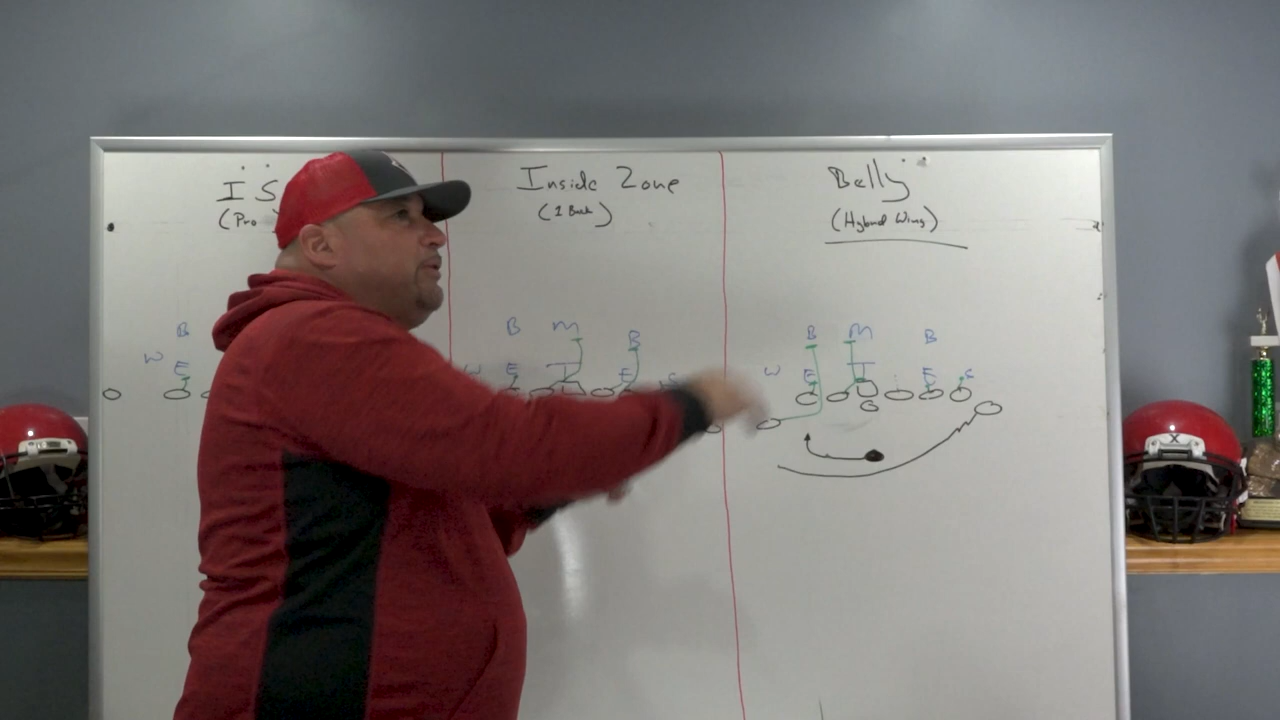 I S
(Pro
Inside Zone
(1 Back)
Belly
(Hybrid Wing)
B
W E
B M B
W E E S
B M B
W E T E S
X